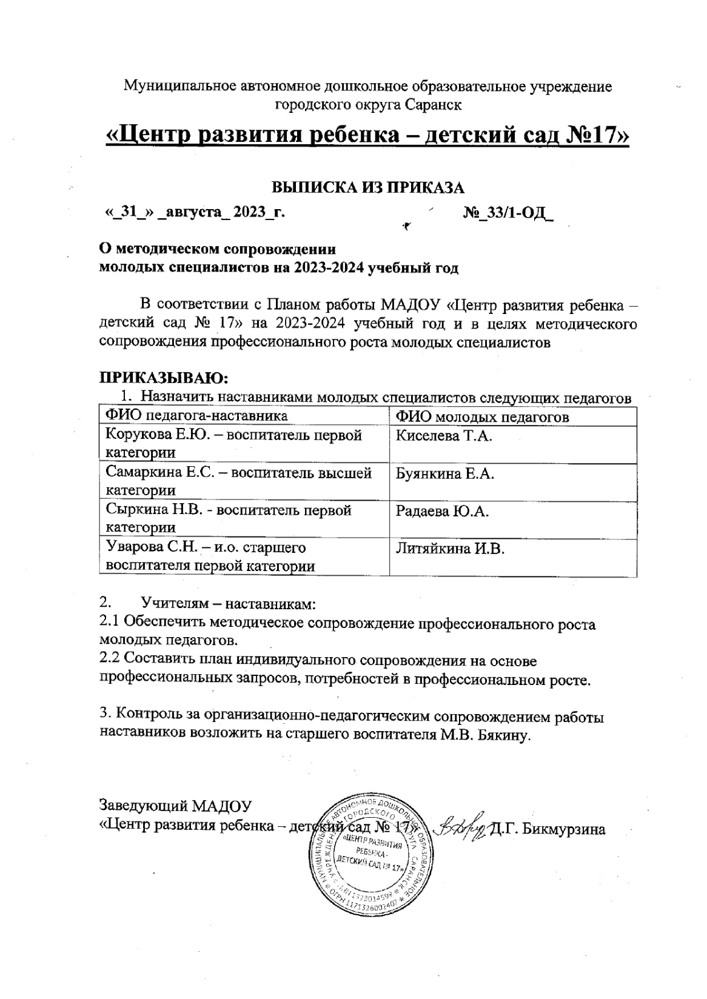 Муниципальное автономное дошкольное образовательное учреждение
городского округа Саранск
«Центр развития ребенка – детский сад №17»
ВЫПИСКА ИЗ ПРИКАЗА
«_31_» _августа_ 2023_г. №_33/1-ОД_
О методическом сопровождении
молодых специалистов на 2023-2024 учебный год
В соответствии с Планом работы МАДОУ «Центр развития ребенка –
детский сад № 17» на 2023-2024 учебный год и в целях методического
сопровождения профессионального роста молодых специалистов
ПРИКАЗЫВАЮ:
1. Назначить наставниками молодых специалистов следующих педагогов
ФИО педагога-наставника ФИО молодых педагогов
Корукова Е.Ю. – воспитатель первой Киселева Т.А.
категории
Самаркина Е.С. – воспитатель высшей Буянкина Е.А.
категории
Сыркина Н.В. - воспитатель первой Радаева Ю.А.
категории
Уварова С.Н. – и.о. старшего Литяйкина И.В.
воспитателя первой категории
2. Учителям – наставникам:
2.1 Обеспечить методическое сопровождение профессионального роста
молодых педагогов.
2.2 Составить план индивидуального сопровождения на основе
профессиональных запросов, потребностей в профессиональном росте.
3. Контроль за организационно-педагогическим сопровождением работы
наставников возложить на старшего воспитателя М.В. Бякину.
Заведующий МАДОУ
«Центр развития ребенка – детский сад № 17» Д.Г. Бикмурзина
МУНИЦИПАЛЬНОЕ АВТОНОМНОЕ ДОШКОЛЬНОЕ ОБРАЗОВАТЕЛЬНОЕ
УЧРЕЖДЕНИЕ ГОРОДСКОГО ОКРУГА САРАНСК
«ЦЕНТР РАЗВИТИЯ
РЕБЕНКА -
ДЕТСКИЙ САД № 17»
ОГРН 1171326002407